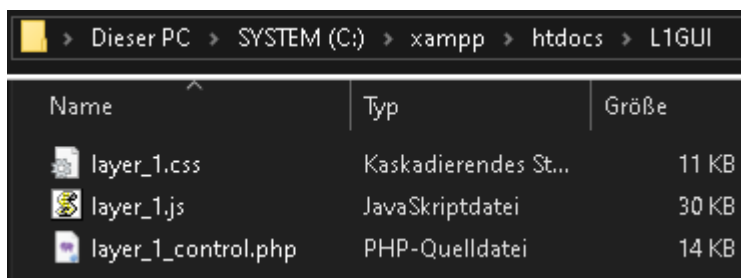 Dieser PC > SYSTEM (C:) > xampp > htdocs > L1GUI
Name Typ Größe
layer_1.css Kaskadierendes St... 11 KB
layer_1.js JavaSkriptdatei 30 KB
layer_1_control.php PHP-Quelldatei 14 KB